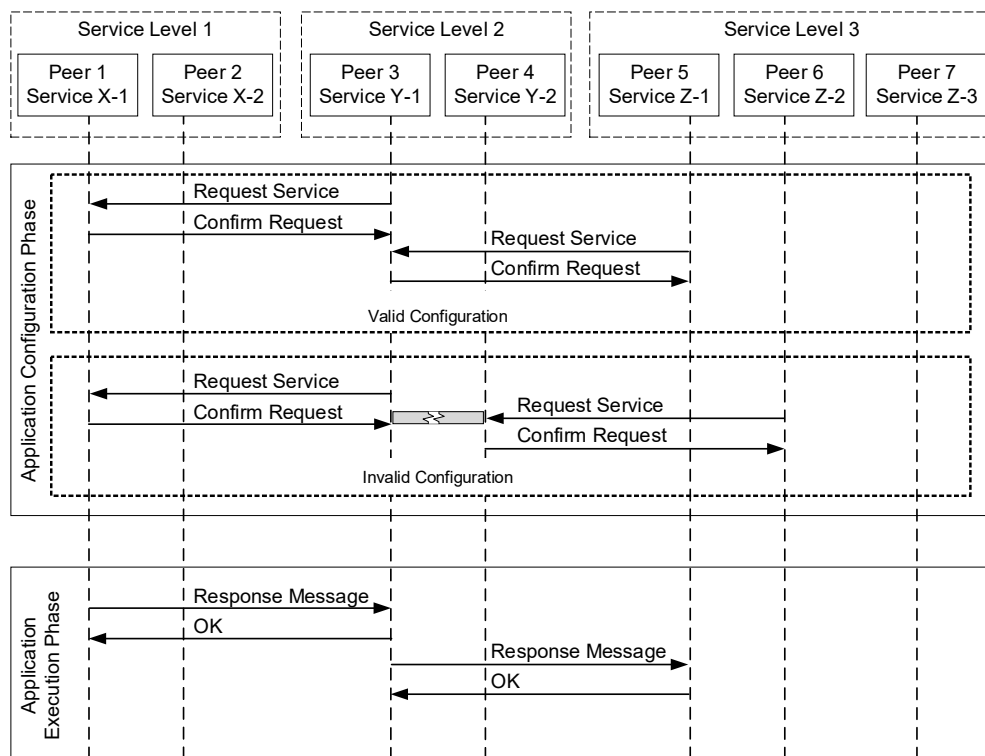 Service Level 1
Service Level 2
Service Level 3
Peer 1
Service X-1
Peer 2
Service X-2
Peer 3
Service Y-1
Peer 4
Service Y-2
Peer 5
Service Z-1
Peer 6
Service Z-2
Peer 7
Service Z-3
Application Configuration Phase
Request Service
Confirm Request
Request Service
Confirm Request
Valid Configuration
Request Service
Confirm Request
Request Service
Confirm Request
Invalid Configuration
Application
Execution Phase
Response Message
OK
Response Message
OK